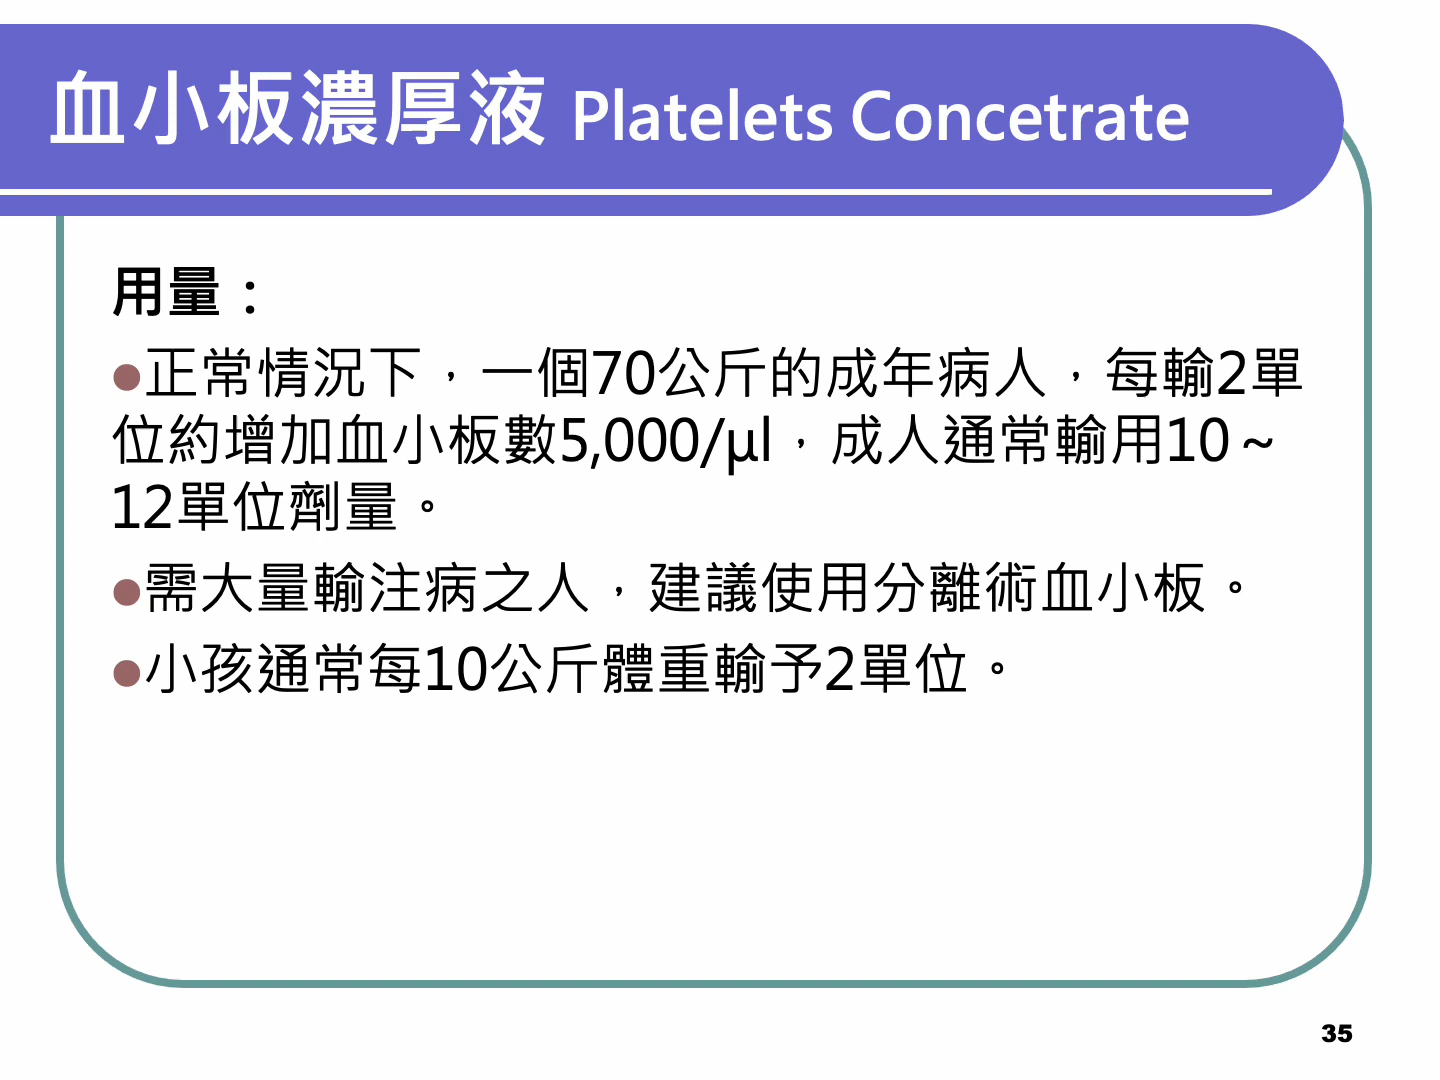 血小板濃厚液 Platelets Concetrate
用量：
●正常情況下，一個70公斤的成年病人，每輸2單
位約增加血小板數5,000/μl，成人通常輸用10～
12單位劑量。
●需大量輸注病之人，建議使用分離術血小板。
●小孩通常每10公斤體重輸予2單位。
35